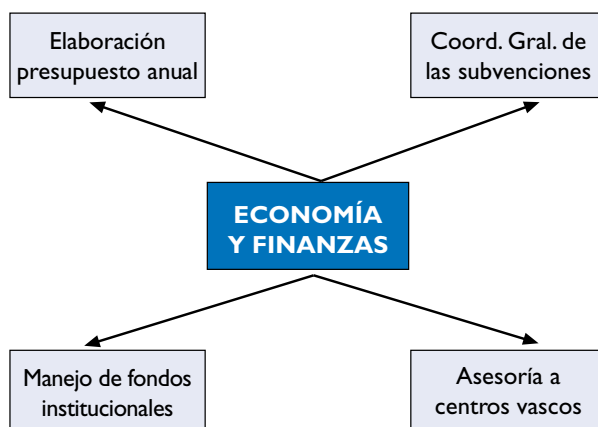 Elaboración
presupuesto anual
Coord. Gral. de
las subvenciones
ECONOMÍA
Y FINANZAS
Manejo de fondos
institucionales
Asesoría a
centros vascos